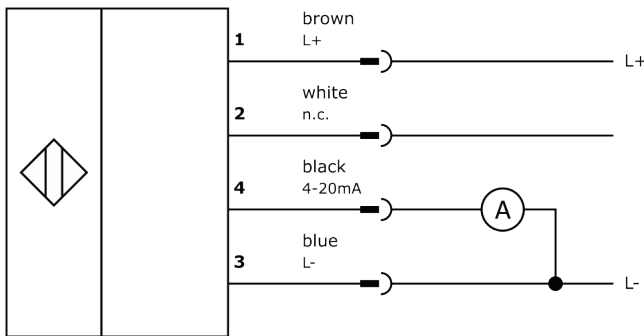 brown
1
L+
L+
white
2
n.c.
black
4
4-20mA
A
blue
3
L-
L-